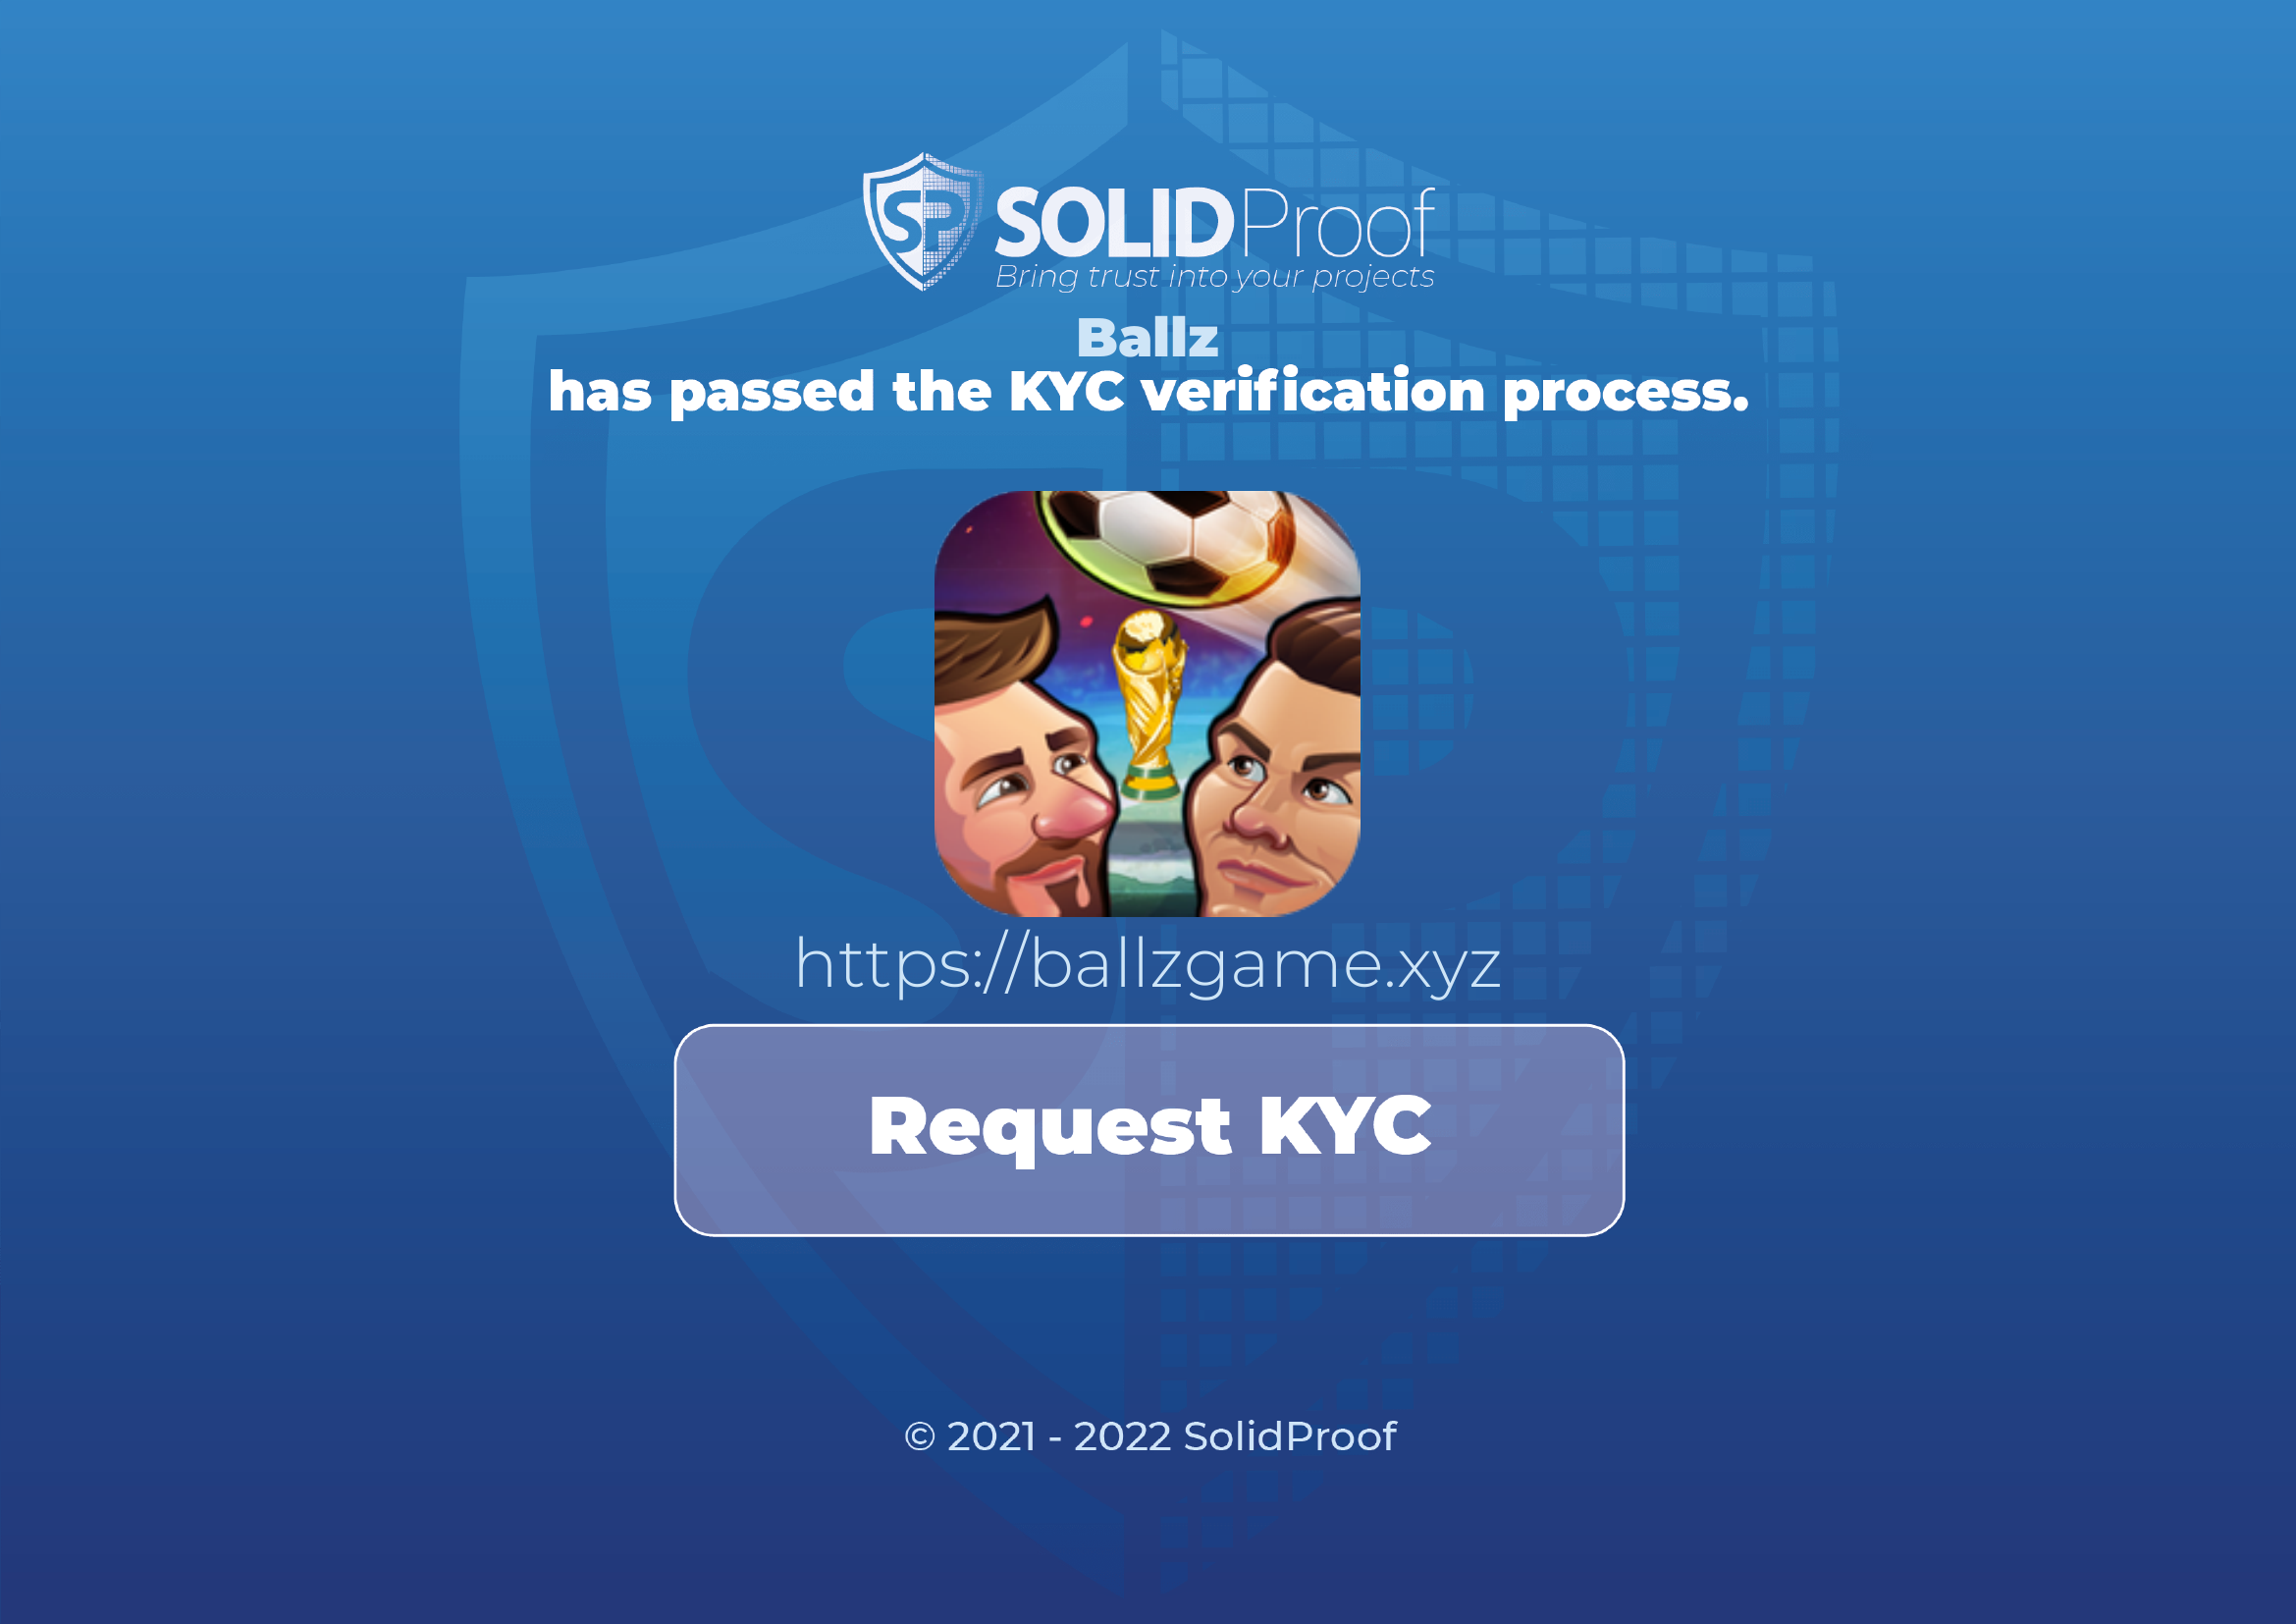 SP SOLIDProof
Bring trust into your projects
Ballz
has passed the KYC verification process.
https://ballzgame.xyz
Request KYC
© 2021 - 2022 SolidProof